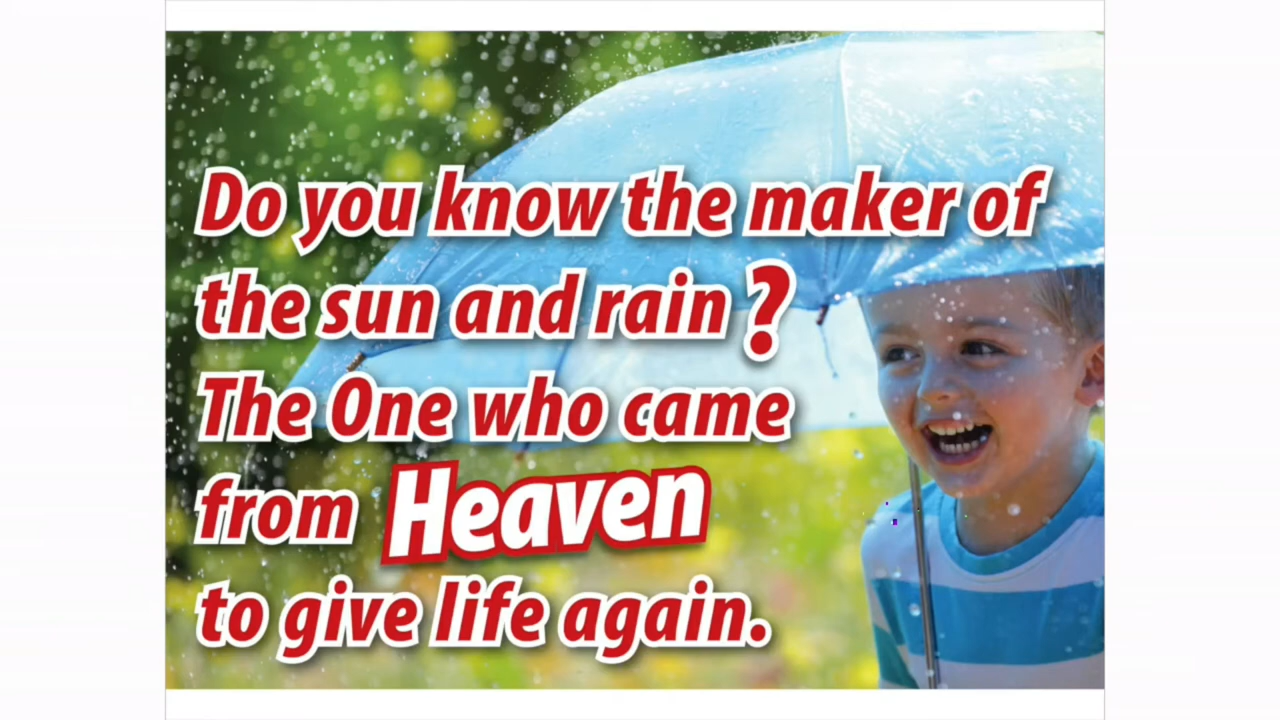 Do you know the maker of
the sun and rain?
The One who came
from Heaven
to give life again.